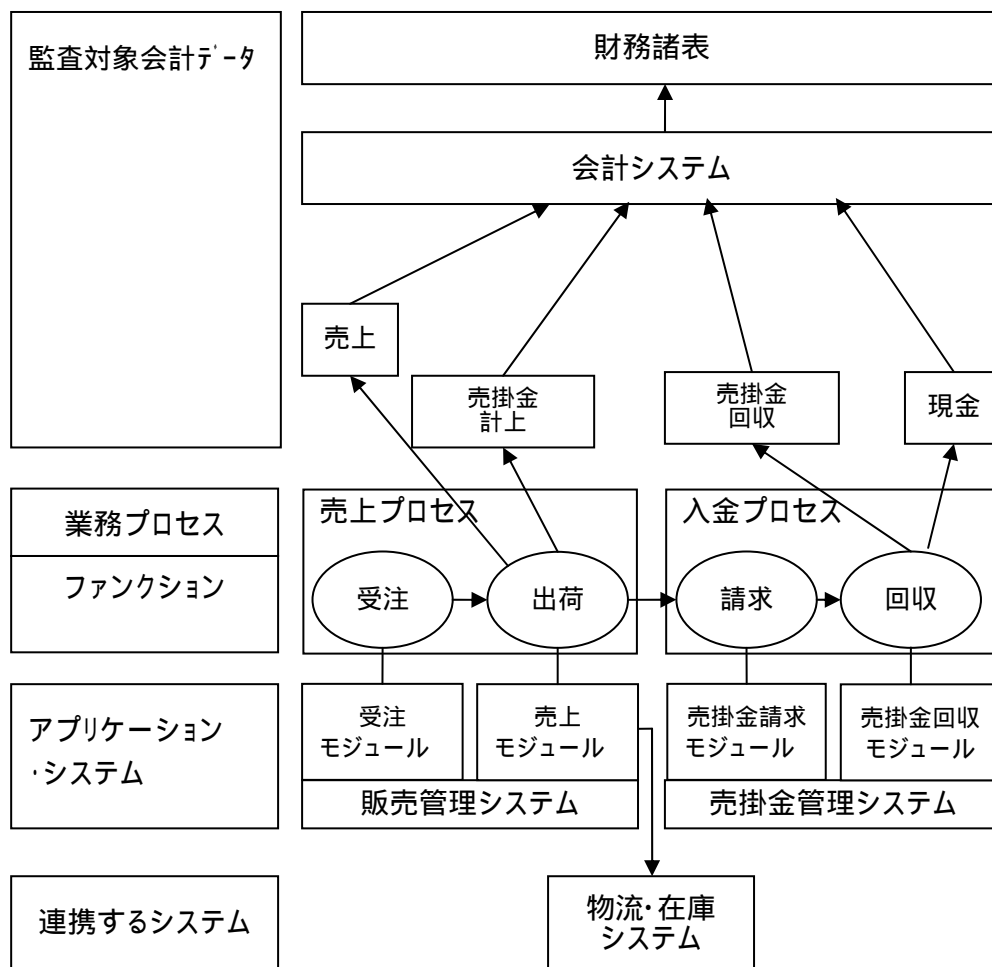 監査対象会計データ
財務諸表
会計システム
売上
売掛金
計上
売掛金
回収
現金
業務プロセス
ファンクション
売上プロセス
入金プロセス
受注
出荷
請求
回収
アプリケーション
・システム
受注
モジュール
売上
モジュール
売掛金請求
モジュール
売掛金回収
モジュール
販売管理システム
売掛金管理システム
連携するシステム
物流・在庫
システム